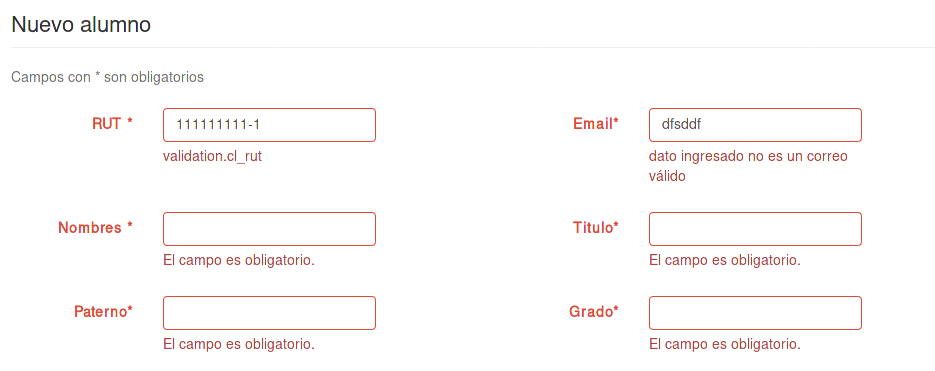 Nuevo alumno
Campos con * son obligatorios
RUT * 111111111-1 Email* dfsddf
validation.cl_rut dato ingresado no es un correo
válido
Nombres * Titulo*
El campo es obligatorio. El campo es obligatorio.
Paterno* Grado*
El campo es obligatorio. El campo es obligatorio.